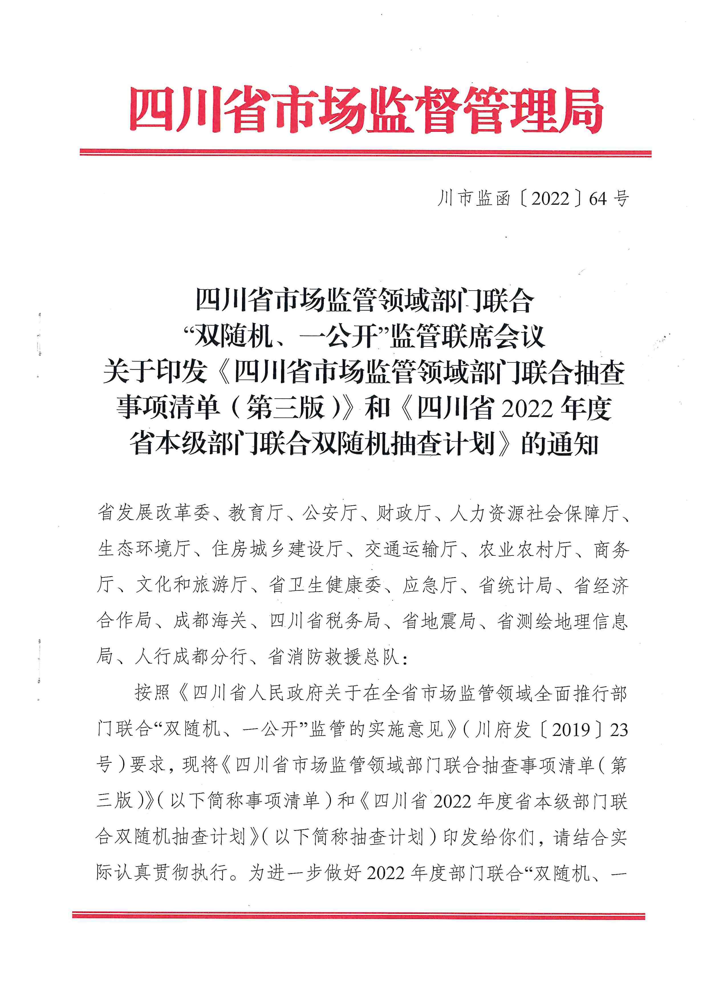 四川省市场监督管理局
川市监函〔2022〕64号
四川省市场监管领域部门联合
“双随机、一公开”监管联席会议
关于印发《四川省市场监管领域部门联合抽查
事项清单（第三版）》和《四川省 2022 年度
省本级部门联合双随机抽查计划》的通知
省发展改革委、教育厅、公安厅、财政厅、人力资源社会保障厅、
生态环境厅、住房城乡建设厅、交通运输厅、农业农村厅、商务
厅、文化和旅游厅、省卫生健康委、应急厅、省统计局、省经济
合作局、成都海关、四川省税务局、省地震局、省测绘地理信息
局、人行成都分行、省消防救援总队：
按照《四川省人民政府关于在全省市场监管领域全面推行部
门联合“双随机、一公开”监管的实施意见》（川府发〔2019〕23
号）要求，现将《四川省市场监管领域部门联合抽查事项清单（第
三版）》（以下简称事项清单）和《四川省 2022 年度省本级部门联
合双随机抽查计划》（以下简称抽查计划）印发给你们，请结合实
际认真贯彻执行。为进一步做好 2022 年度部门联合“双随机、一